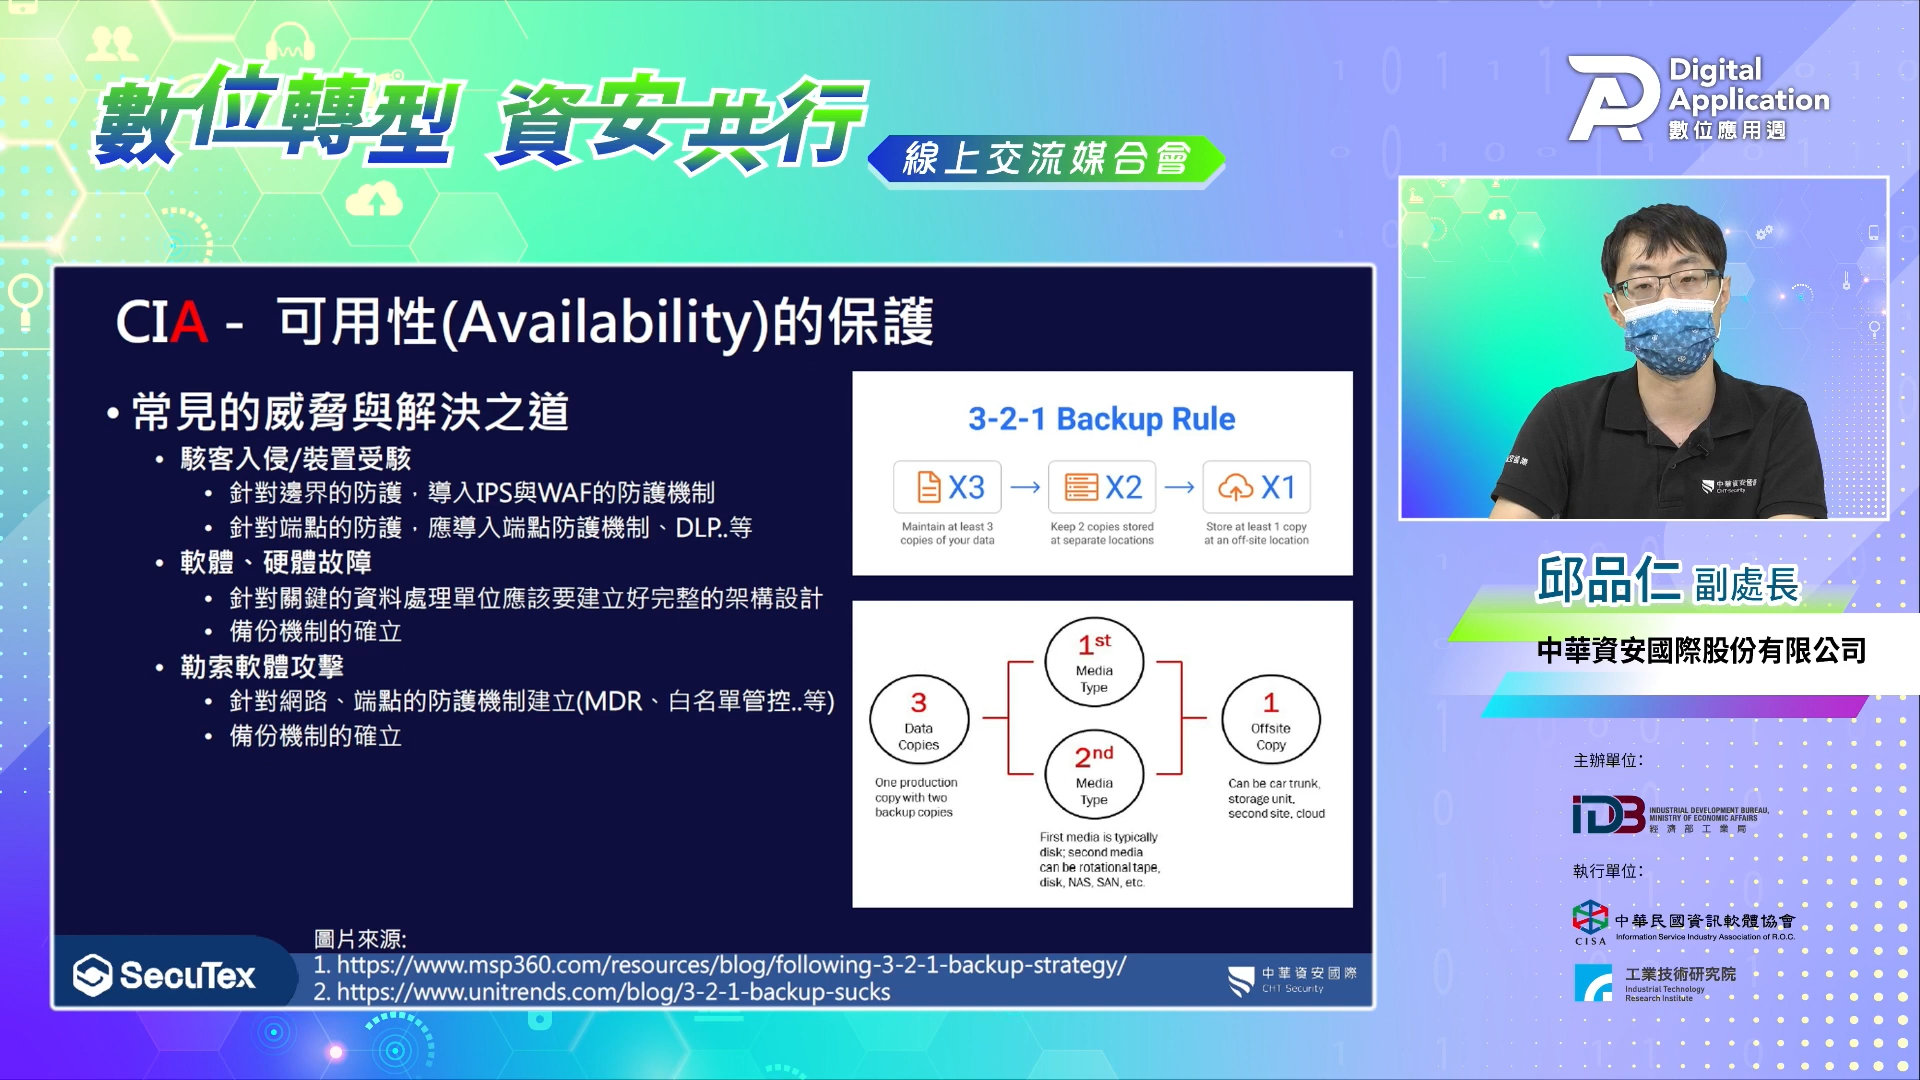 數位轉型 資安共行
線上交流媒合會
Digital
Application
數位應用週
CIA - 可用性(Availability)的保護
• 常見的威脅與解決之道
• 駭客入侵/裝置受駭
• 針對邊界的防護，導入IPS與WAF的防護機制
• 針對端點的防護，應導入端點防護機制、DLP..等
• 軟體、硬體故障
• 針對關鍵的資料處理單位應該要建立好完整的架構設計
• 備份機制的確立
• 勒索軟體攻擊
• 針對網路、端點的防護機制建立(MDR、白名單管控..等)
• 備份機制的確立
3-2-1 Backup Rule
X3
X2
X1
Maintain at least 3
copies of your data
Keep 2 copies stored
at separate locations
Store at least 1 copy
at an off-site location
3
Data
Copies
One production
copy with two
backup copies
1st
Media
Type
2nd
Media
Type
First media is typically
disk; second media
can be rotational tape,
disk, NAS, SAN, etc.
1
Offsite
Copy
Can be car trunk,
storage unit,
second site, cloud
圖片來源:
1. https://www.msp360.com/resources/blog/following-3-2-1-backup-strategy/
2. https://www.unitrends.com/blog/3-2-1-backup-sucks
SecuTex
中華資安國際
CHT Security
中華資安國際
CHT Security
邱品仁 副處長
中華資安國際股份有限公司
主辦單位:
IDB
INDUSTRIAL DEVELOPMENT BUREAU,
MINISTRY OF ECONOMIC AFFAIRS
經濟部工業局
執行單位:
CISA
中華民國資訊軟體協會
Information Service Industry Association of R.O.C.
工業技術研究院
Industrial Technology
Research Institute